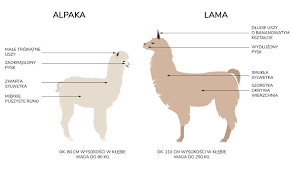 ALPAKA
MAŁE TRÓJKĄTNE
USZY
ZAOKRĄGLONY
PYSK
ZWARTA
SYLWETKA
MIĘKKIE
PUSZYSTE RUNO
OK. 80 CM WYSOKOŚCI W KŁĘBIE
WAGA DO 80 KG
LAMA
DŁUGIE USZY
O BANANOWATYM
KSZTAŁCIE
WYDŁUŻONY
PYSK
SMUKŁA
SYLWETKA
SZORSTKA
OKRYWA
WIERZCHNIA
OK. 110 CM WYSOKOŚCI W KŁĘBIE
WAGA DO 250 KG